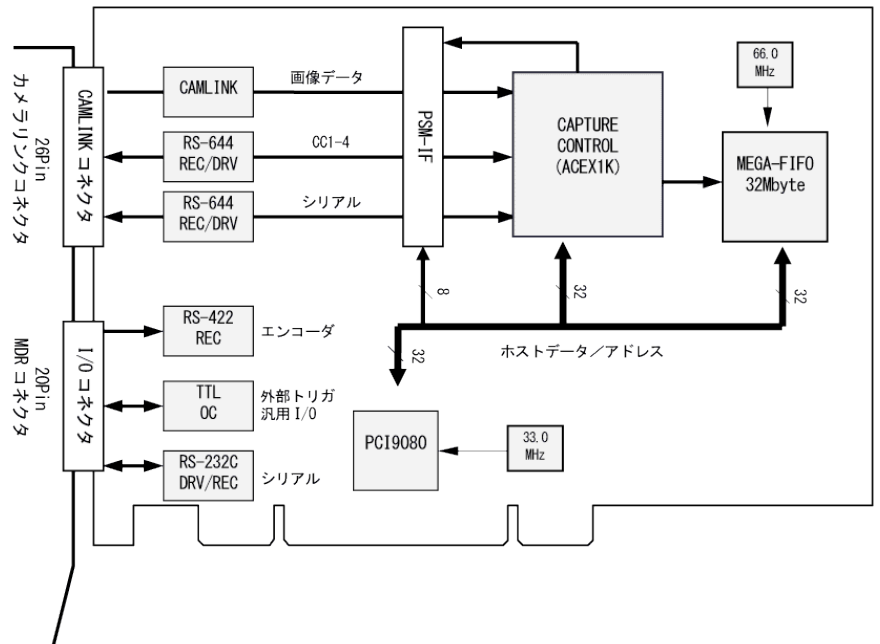 26Pin
カメラリンクコネクタ
CAMLINK コネクタ
CAMLINK
画像データ
RS-644
REC/DRV
CC1-4
RS-644
REC/DRV
シリアル
PSM-IF
CAPTURE
CONTROL
(ACEX1K)
66.0
MHz
MEGA-FIFO
32Mbyte
8
32
32
32
ホストデータ／アドレス
20Pin
MDR コネクタ
I/O コネクタ
RS-422
REC
エンコーダ
TTL
OC
外部トリガ
汎用 I/O
RS-232C
DRV/REC
シリアル
PCI9080
33.0
MHz